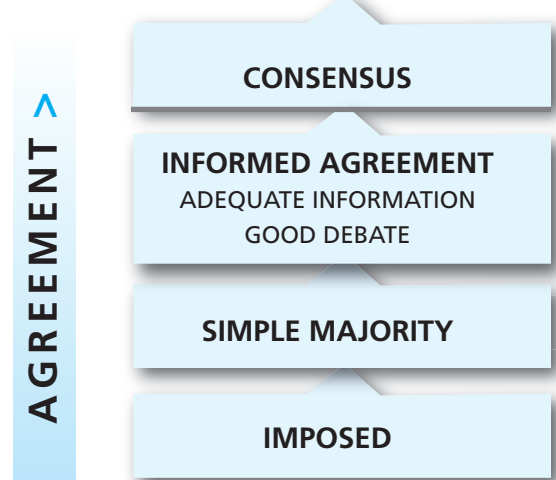 AGREEMENT >
CONSENSUS
INFORMED AGREEMENT
ADEQUATE INFORMATION
GOOD DEBATE
SIMPLE MAJORITY
IMPOSED